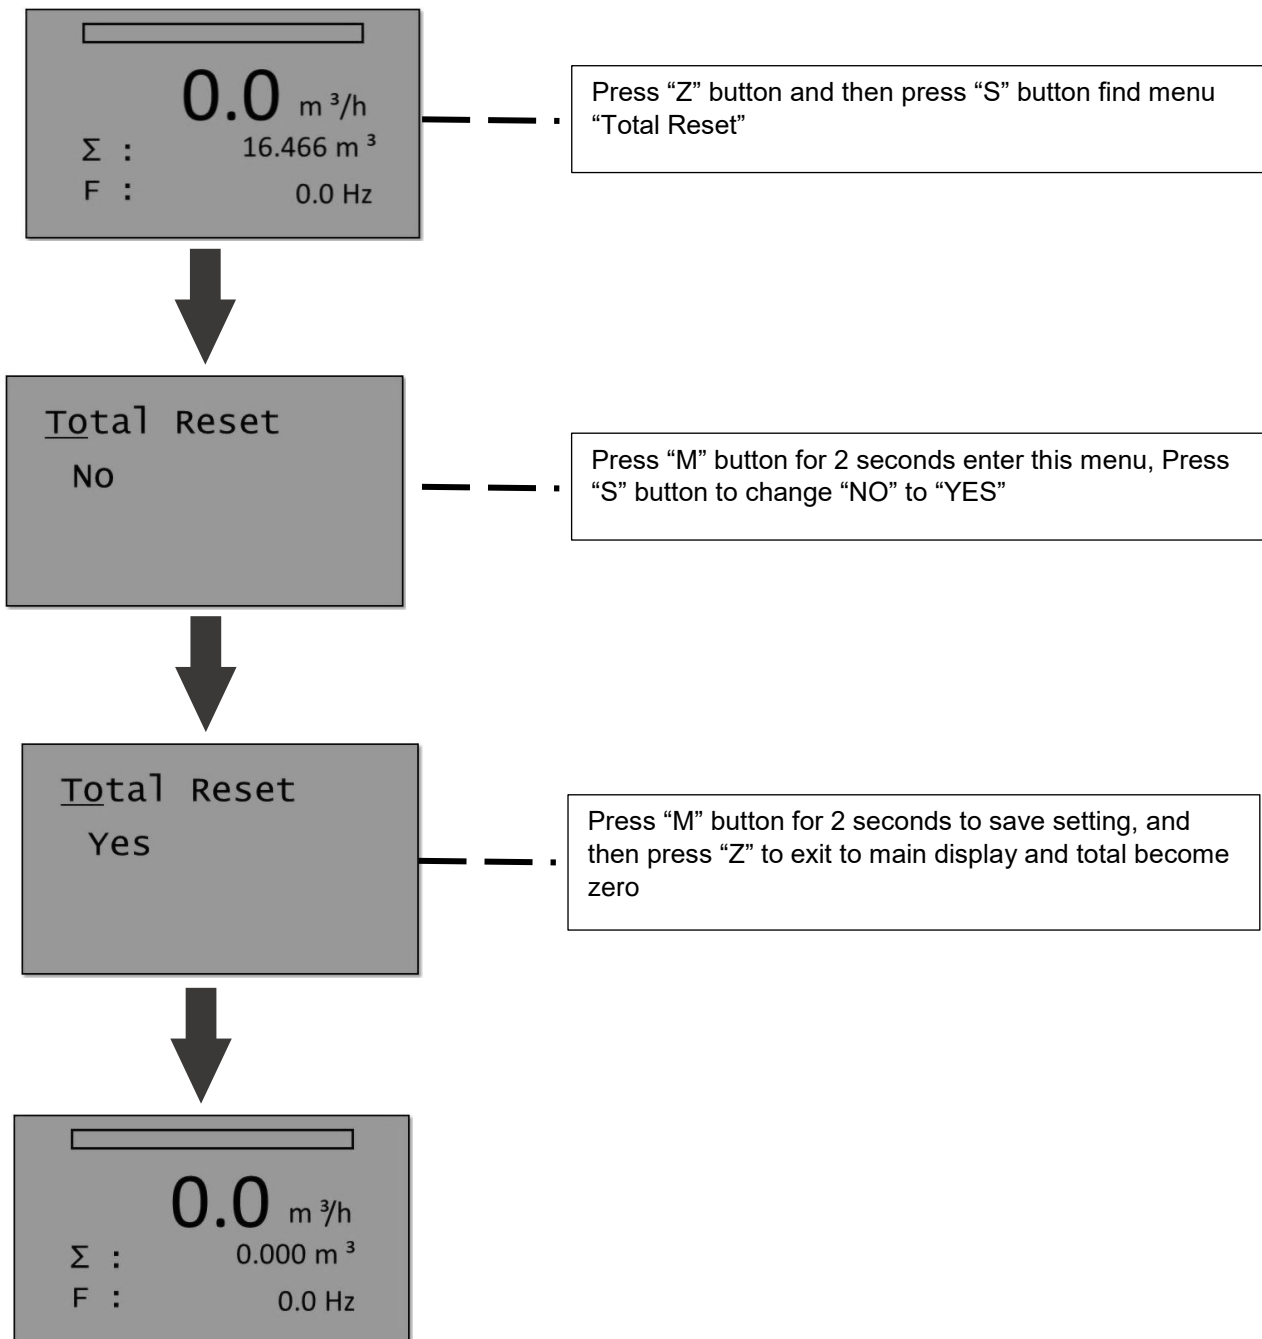 0.0 m³/h
Σ : 16.466 m³
F : 0.0 Hz
Press “Z” button and then press “S” button find menu
“Total Reset”
Total Reset
No
Press “M” button for 2 seconds enter this menu, Press
“S” button to change “NO” to “YES”
Total Reset
Yes
Press “M” button for 2 seconds to save setting, and
then press “Z” to exit to main display and total become
zero
0.0 m³/h
Σ : 0.000 m³
F : 0.0 Hz